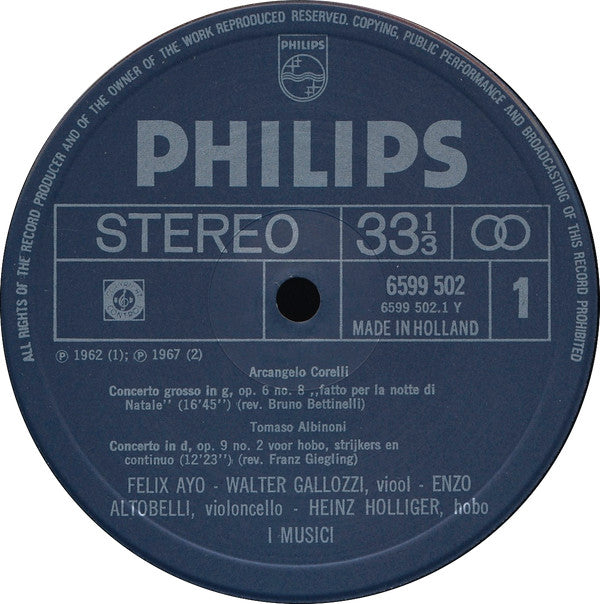 ALL RIGHTS OF THE RECORD PRODUCER AND OF THE OWNER OF THE WORK REPRODUCED RESERVED. COPYING, PUBLIC PERFORMANCE AND BROADCASTING OF THIS RECORD PROHIBITED
PHILIPS
PHILIPS
STEREO 33 1/3
6599 502
6599 502.1 Y
MADE IN HOLLAND
1
Ⓟ 1962 (1); Ⓟ 1967 (2)
Arcangelo Corelli
Concerto grosso in g, op. 6 no. 8 ,,fatto per la notte di
Natale" (16'45'') (rev. Bruno Bettinelli)
Tomaso Albinoni
Concerto in d, op. 9 no. 2 voor hobo, strijkers en
continuo (12'23'') (rev. Franz Giegling)
FELIX AYO - WALTER GALLOZZI, viool - ENZO
ALTOBELLI, violoncello - HEINZ HOLLIGER, hobo
I MUSICI